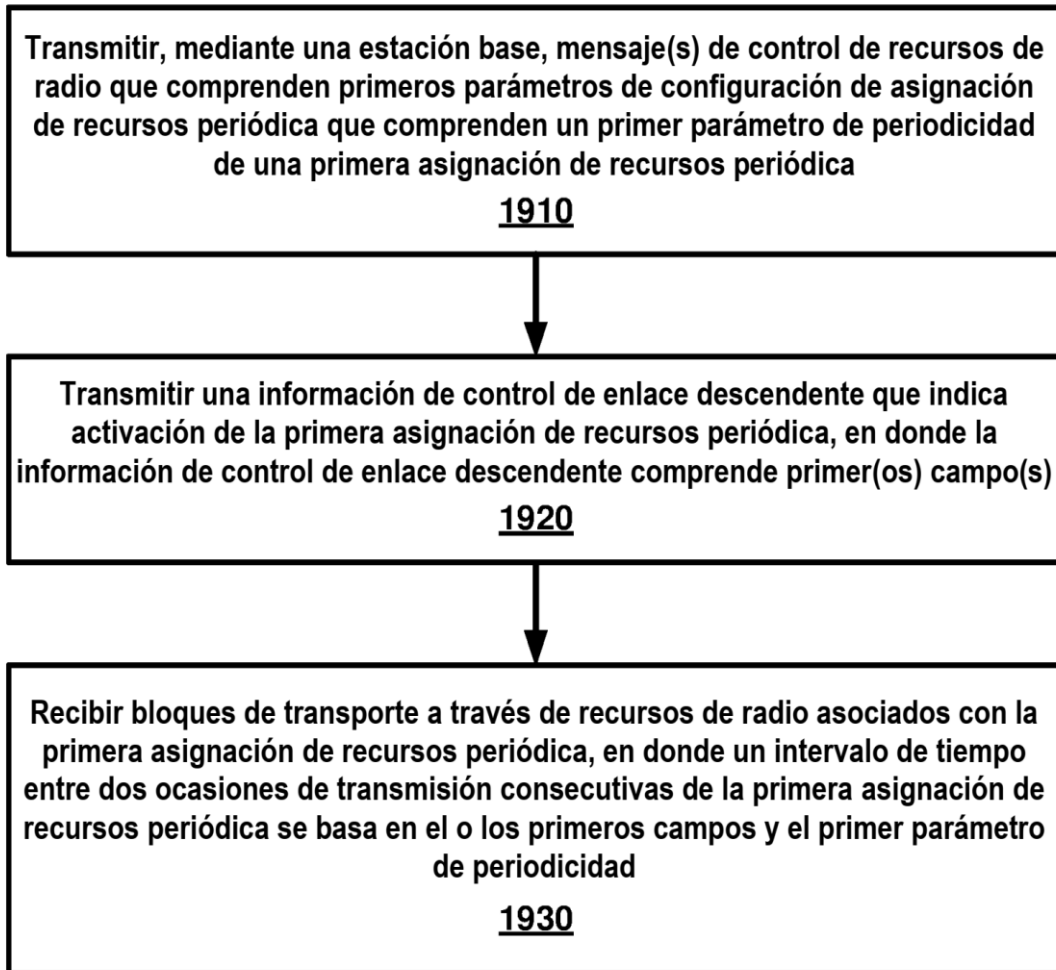 Transmitir, mediante una estación base, mensaje(s) de control de recursos de
radio que comprenden primeros parámetros de configuración de asignación
de recursos periódica que comprenden un primer parámetro de periodicidad
de una primera asignación de recursos periódica
1910
Transmitir una información de control de enlace descendente que indica
activación de la primera asignación de recursos periódica, en donde la
información de control de enlace descendente comprende primer(os) campo(s)
1920
Recibir bloques de transporte a través de recursos de radio asociados con la
primera asignación de recursos periódica, en donde un intervalo de tiempo
entre dos ocasiones de transmisión consecutivas de la primera asignación de
recursos periódica se basa en el o los primeros campos y el primer parámetro
de periodicidad
1930